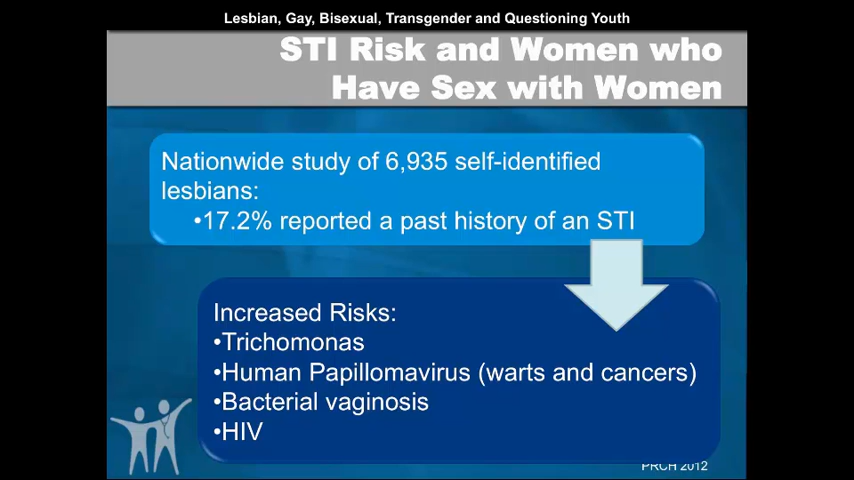 Lesbian, Gay, Bisexual, Transgender and Questioning Youth
STI Risk and Women who
Have Sex with Women
Nationwide study of 6,935 self-identified
lesbians:
•17.2% reported a past history of an STI
Increased Risks:
•Trichomonas
•Human Papillomavirus (warts and cancers)
•Bacterial vaginosis
•HIV
PRCH 2012